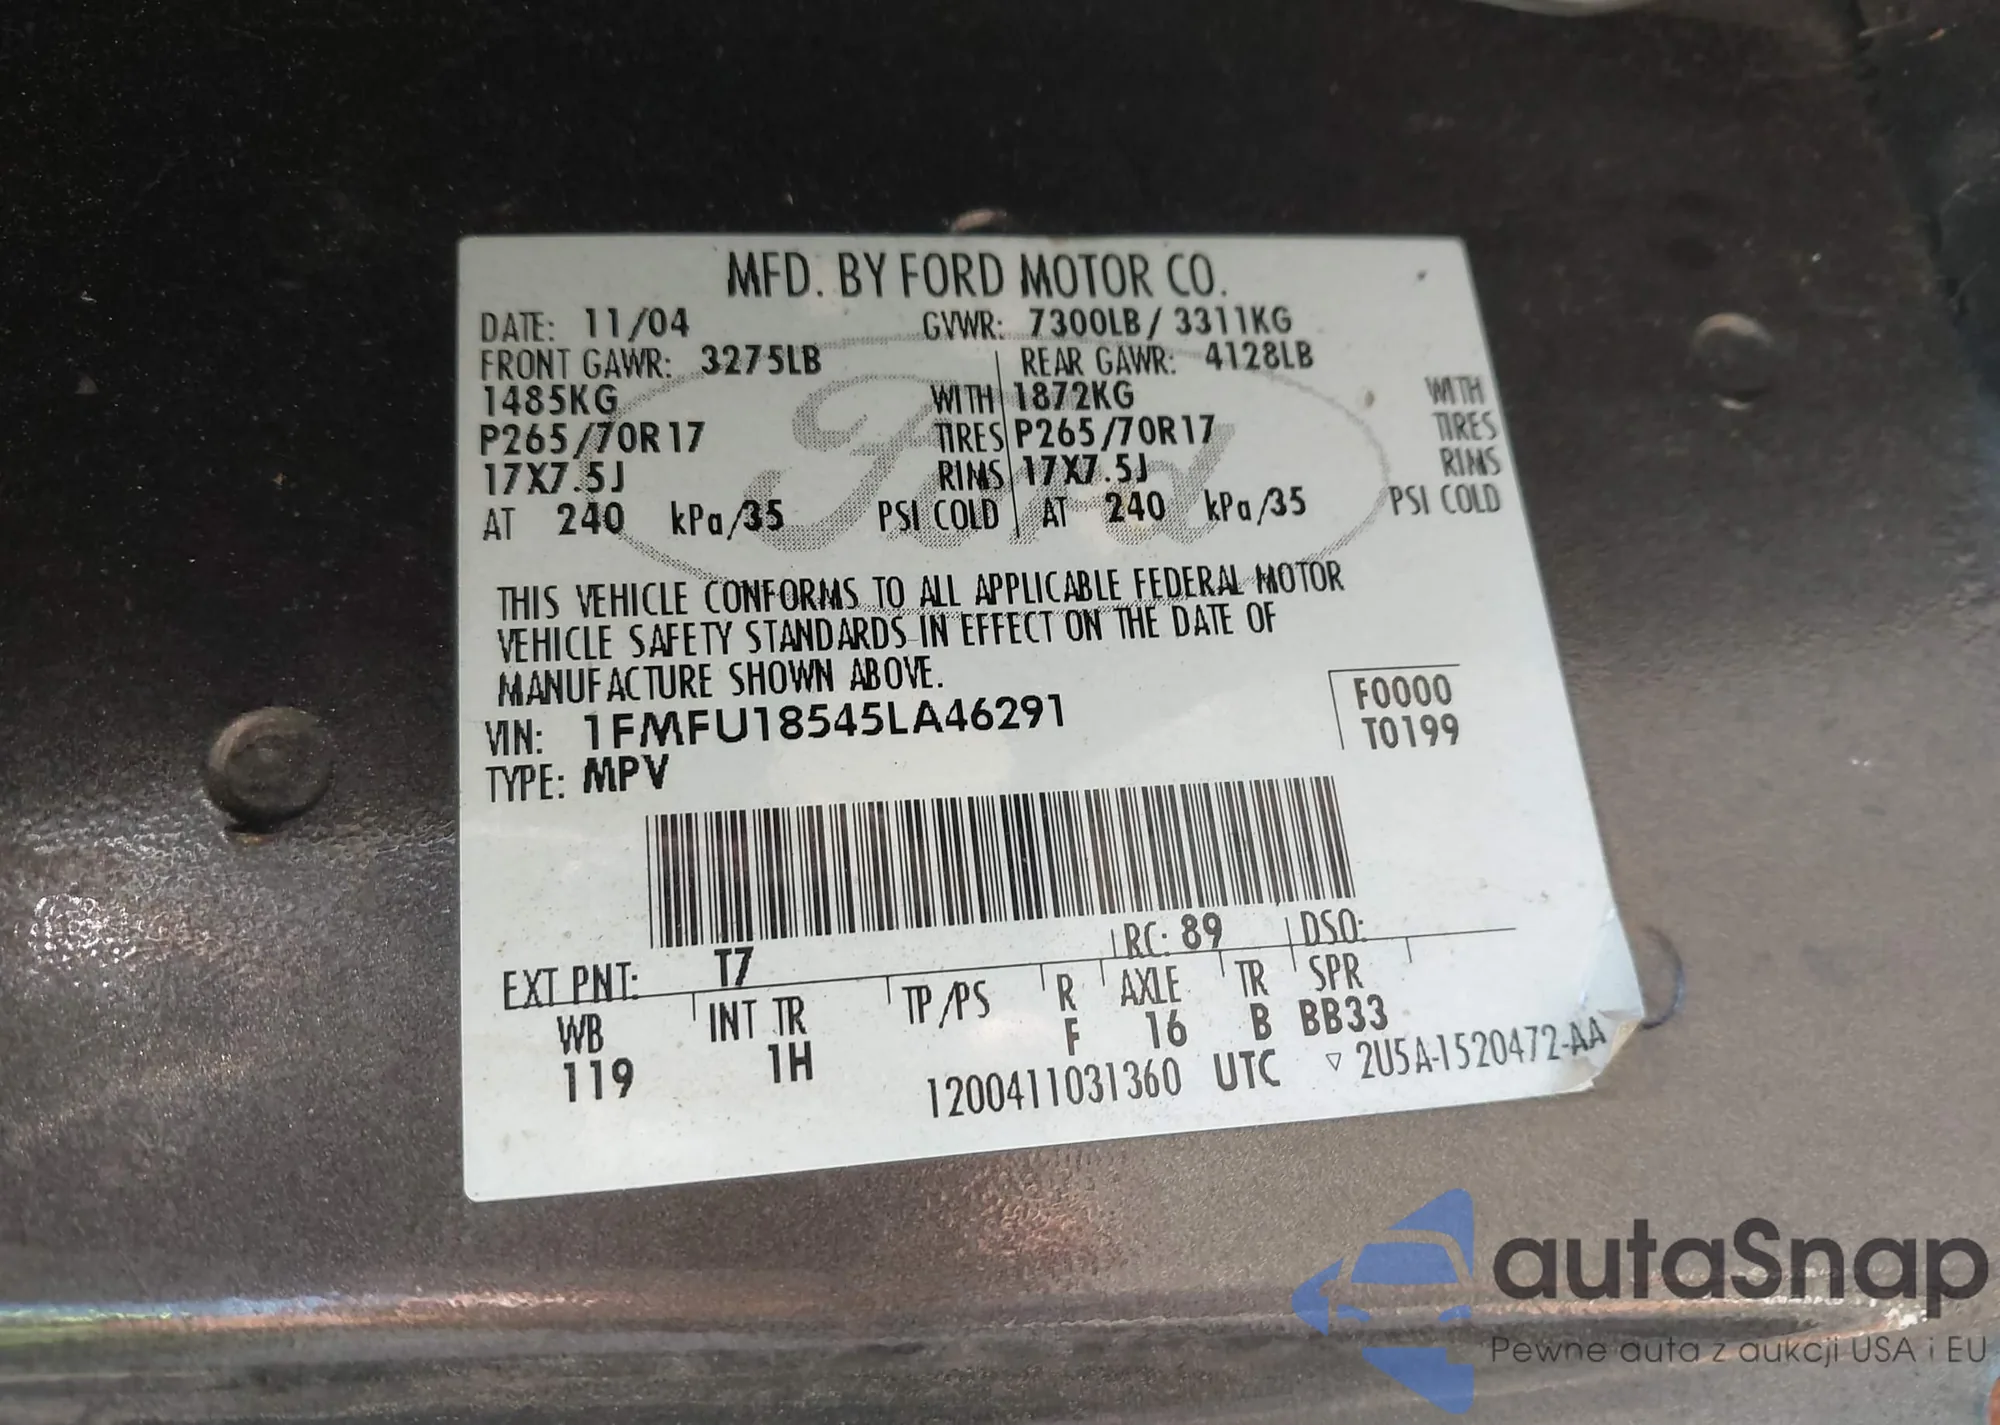 MFD. BY FORD MOTOR CO.
DATE: 11/04 GVWR: 7300LB/ 3311KG
FRONT GAWR: 3275LB REAR GAWR: 4128LB
1485KG WITH 1872KG WITH
P265/70R17 TIRES P265/70R17 TIRES
17X7.5J RIMS 17X7.5J RIMS
AT 240 kPa/35 PSI COLD AT 240 kPa/35 PSI COLD
Ford
THIS VEHICLE CONFORMS TO ALL APPLICABLE FEDERAL MOTOR
VEHICLE SAFETY STANDARDS IN EFFECT ON THE DATE OF
MANUFACTURE SHOWN ABOVE.
VIN: 1FMFU18545LA46291
F0000
TYPE: MPV
T0199
EXT PNT: T7 RC: 89 DSO:
WB INT TR TP/PS R AXLE TR SPR
119 1H F 16 B BB33
1200411031360 UTC ▽ 2U5A-1520472-AA
autaSnap
Pewne auta z aukcji USA i EU